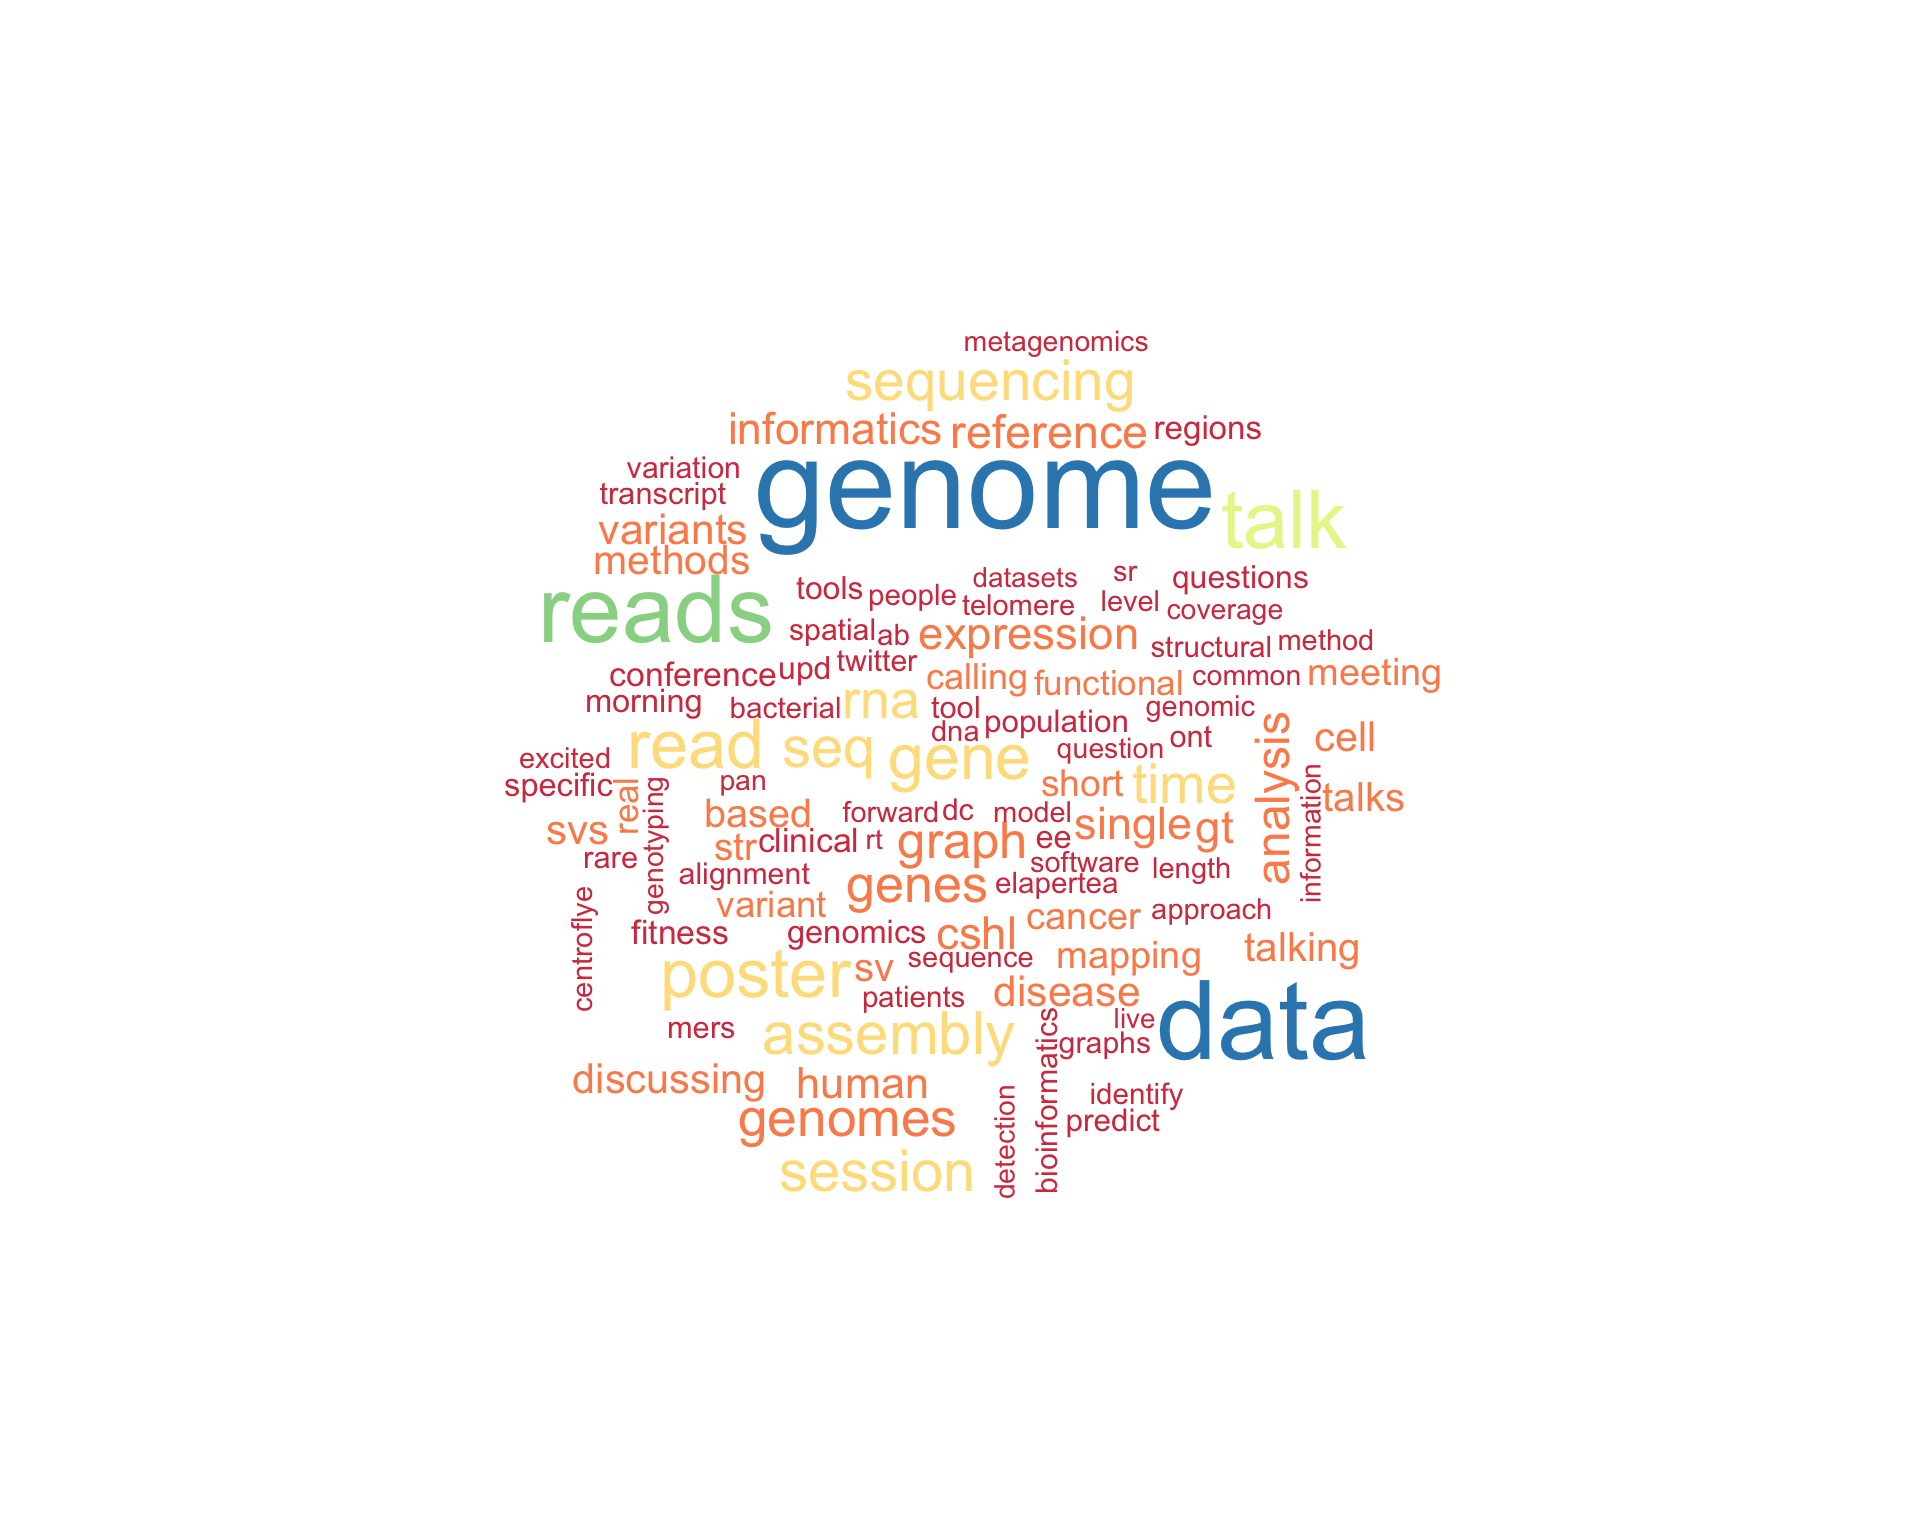 metagenomics
sequencing
informatics reference regions
variation
genome
transcript
talk
variants
methods
reads
tools people datasets sr questions
telomere level coverage
spatial ab expression structural method
conference upd twitter calling functional common meeting
morning bacterial rna tool population genomic
dna
read seq gene question ont analysis cell
excited
specific real genotyping pan short time information talks
based forward dc model single gt
svs str clinical rt graph ee
rare software length
alignment genes elapertea
centroflye variant cancer approach
fitness genomics cshl
sequence mapping talking
poster sv
patients disease data
mers assembly live
bioinformatics graphs
discussing human
detection identify
genomes predict
session